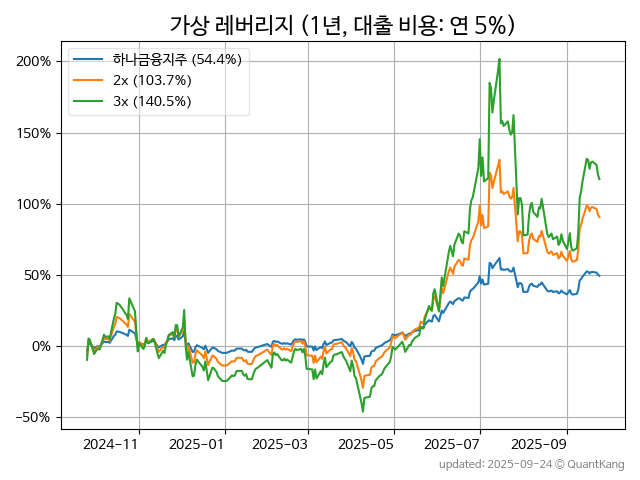 가상 레버리지 (1년, 대출 비용: 연 5%)
하나금융지주 (54.4%)
2x (103.7%)
3x (140.5%)
200%
150%
100%
50%
0%
−50%
2024-11
2025-01
2025-03
2025-05
2025-07
2025-09
updated: 2025-09-24 © QuantKang